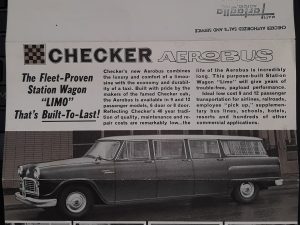 CHECKER AEROBUS
The Fleet-Proven
Station Wagon
"LIMO"
That's Built-To-Last!
Checker's new Aerobus combines
the luxury and comfort of a limou-
sine with the economy and durabil-
ity of a taxi. Built with pride by the
makers of the famed Checker cab,
the Aerobus is available in 9 and 12
passenger models, 6 door or 8 door.
Reflecting Checker's 46 year tradi-
tion of quality, maintenance and re-
pair costs are remarkably low...the
life of the Aerobus is incredibly
long. This purpose-built Station
Wagon "Limo" will give years of
trouble-free, payload performance.
Ideal low cost 9 and 12 passenger
transportation for airlines, railroads,
employee "pick up," supplemen-
tary bus lines, schools, hotels,
resorts and hundreds of other
commercial applications.
CHECKER AUTHORIZED SALES AND SERVICE